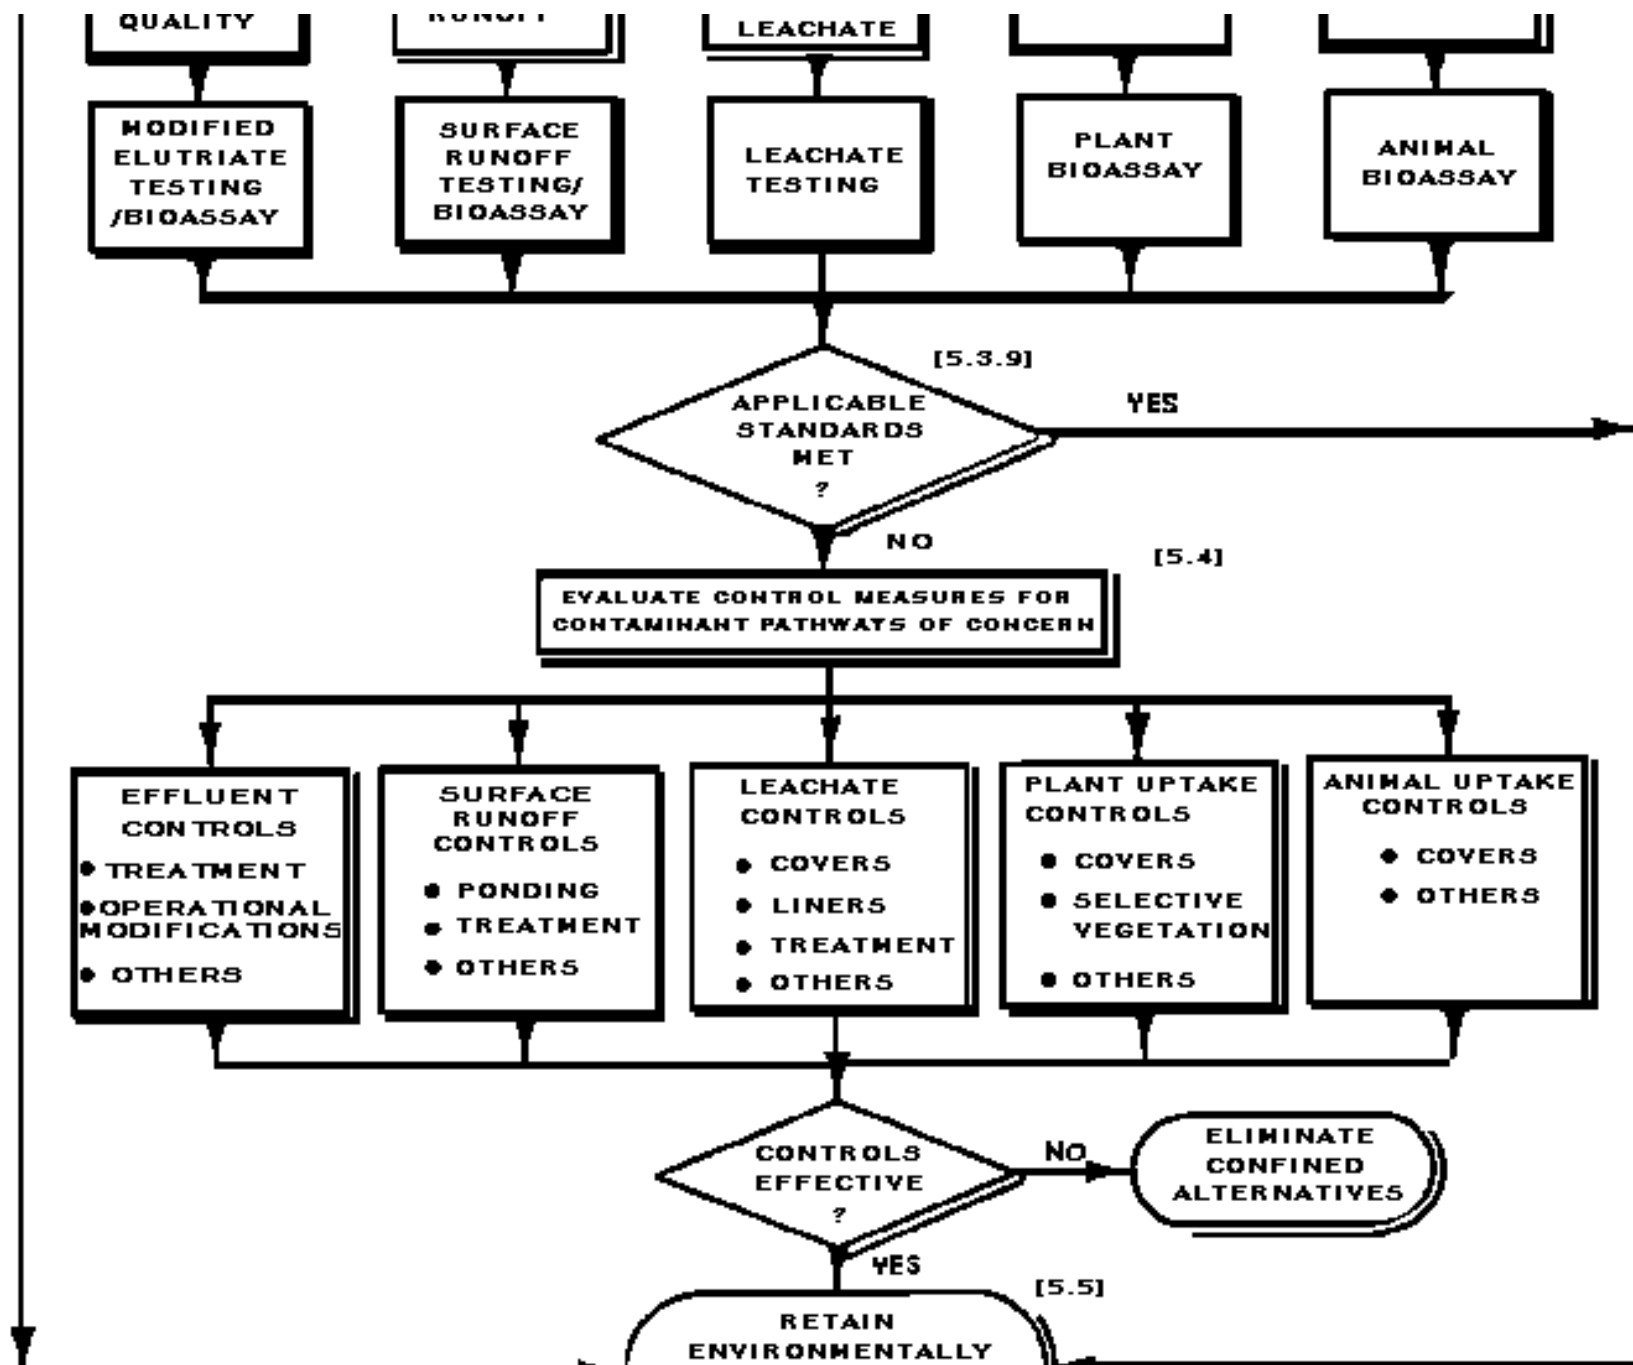 QUALITY
RUNOFF
LEACHATE
MODIFIED
ELUTRIATE
TESTING
/BIOASSAY
SURFACE
RUNOFF
TESTING/
BIOASSAY
LEACHATE
TESTING
PLANT
BIOASSAY
ANIMAL
BIOASSAY
[5.3.9]
APPLICABLE
STANDARDS
MET
?
YES
NO
[5.4]
EVALUATE CONTROL MEASURES FOR
CONTAMINANT PATHWAYS OF CONCERN
EFFLUENT
CONTROLS
● TREATMENT
●OPERATIONAL
MODIFICATIONS
● OTHERS
SURFACE
RUNOFF
CONTROLS
● PONDING
● TREATMENT
● OTHERS
LEACHATE
CONTROLS
● COVERS
● LINERS
● TREATMENT
● OTHERS
PLANT UPTAKE
CONTROLS
● COVERS
● SELECTIVE
VEGETATION
● OTHERS
ANIMAL UPTAKE
CONTROLS
● COVERS
● OTHERS
CONTROLS
EFFECTIVE
?
NO
ELIMINATE
CONFINED
ALTERNATIVES
YES
[5.5]
RETAIN
ENVIRONMENTALLY